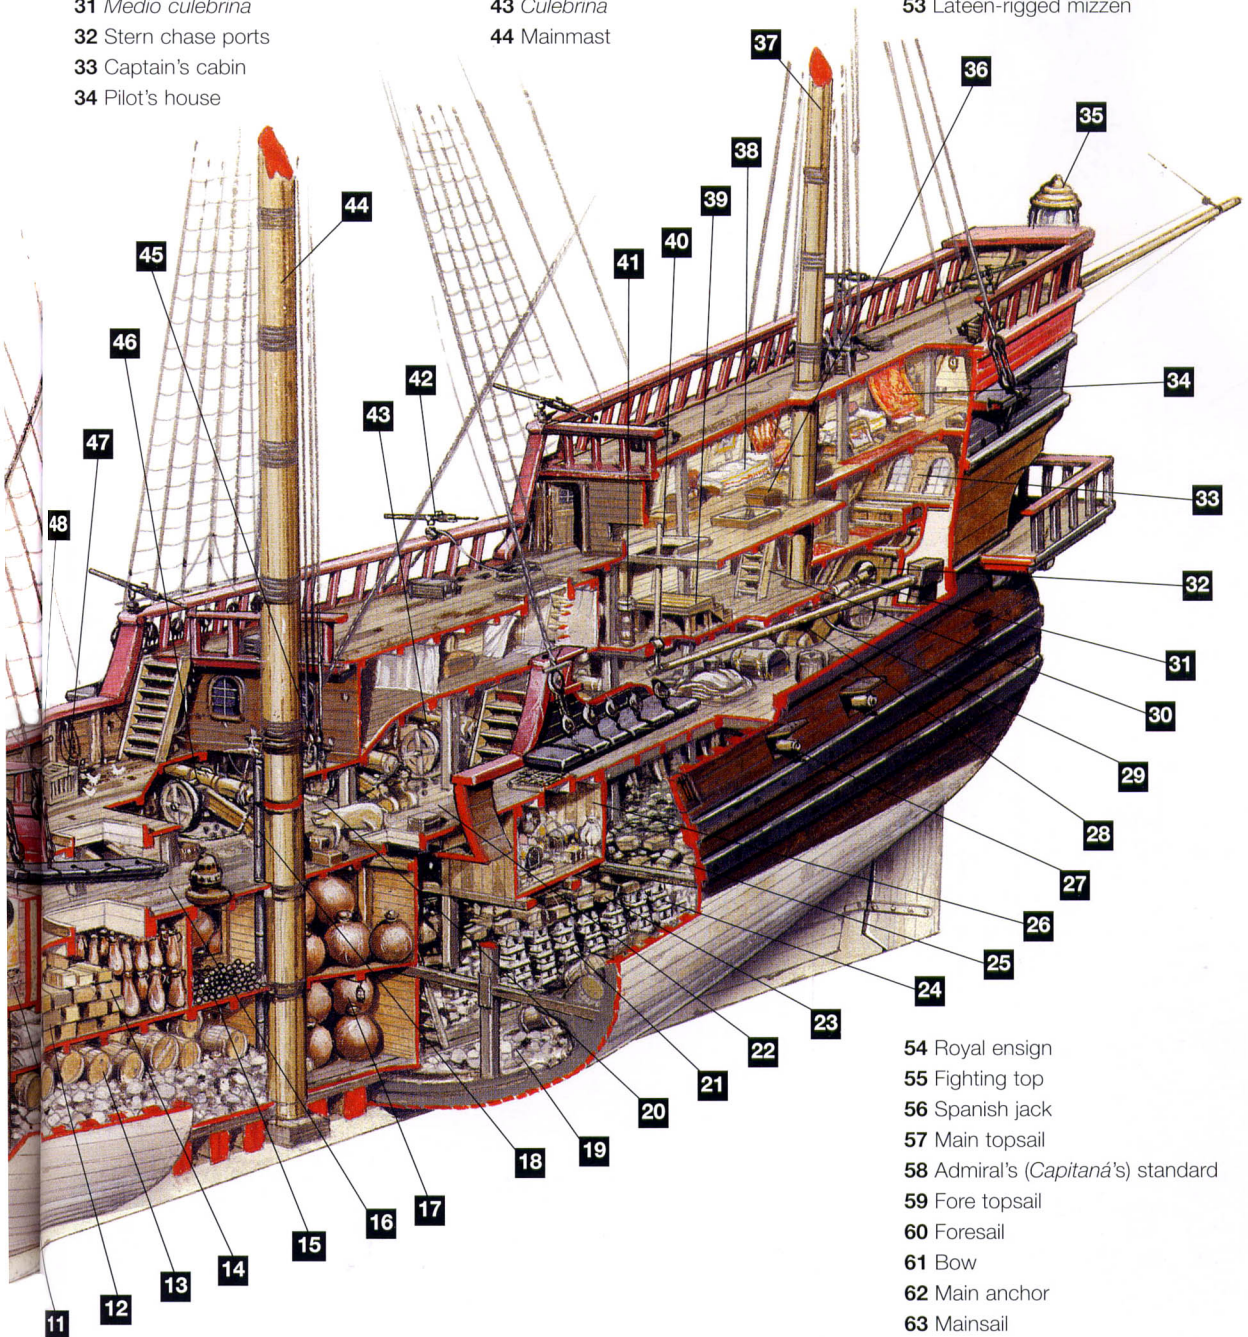 31 Medio culebrina
32 Stern chase ports
33 Captain's cabin
34 Pilot's house
43 Culebrina
44 Mainmast
53 Lateen-rigged mizzen
37
36
35
38
39
44
40
45
41
46
42
34
43
47
33
48
32
31
30
29
28
27
26
25
24
23
22
21
20
19
18
17
16
15
14
13
12
11
54 Royal ensign
55 Fighting top
56 Spanish jack
57 Main topsail
58 Admiral's (Capitaná's) standard
59 Fore topsail
60 Foresail
61 Bow
62 Main anchor
63 Mainsail